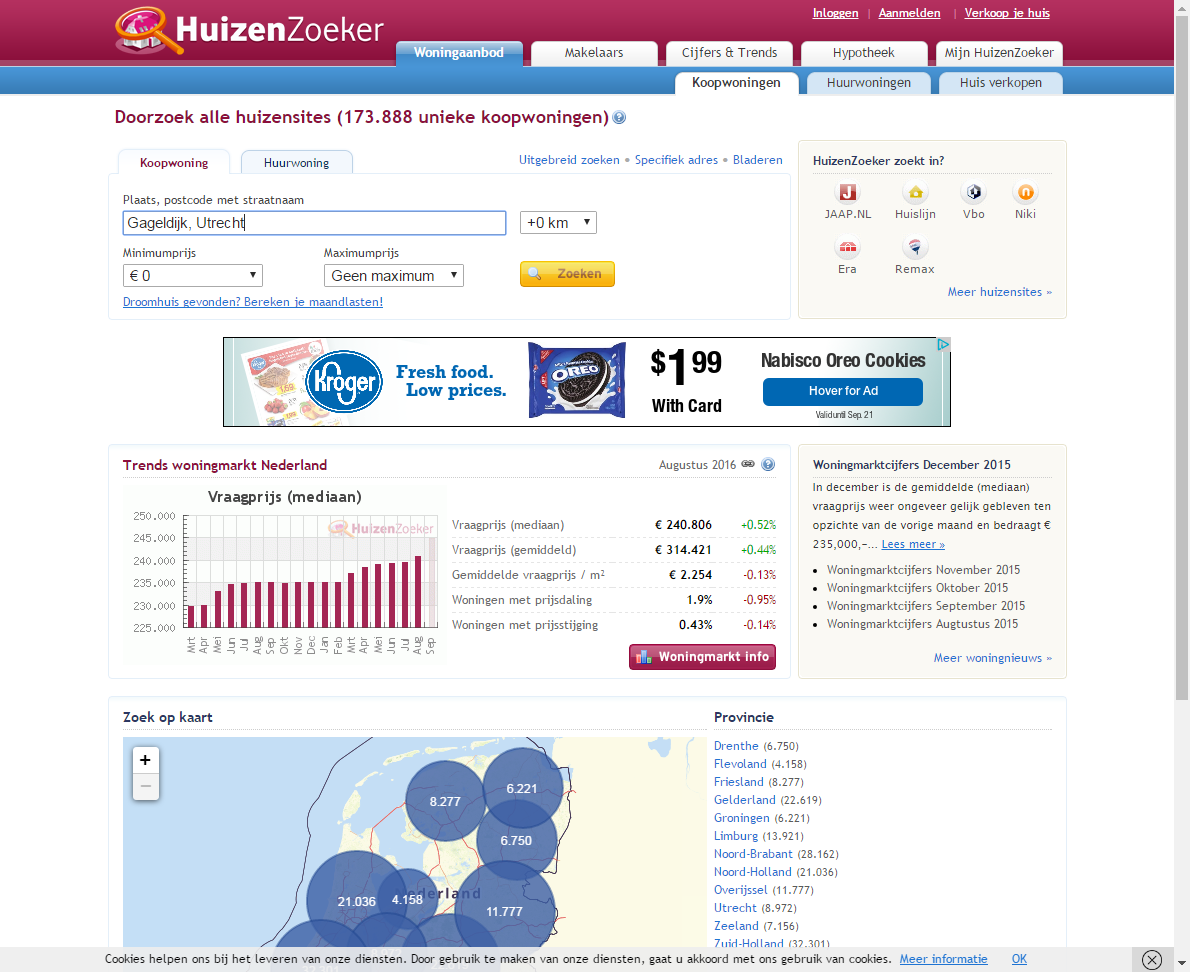 Inloggen | Aanmelden | Verkoop je huis
HuizenZoeker
Woningaanbod Makelaars Cijfers & Trends Hypotheek Mijn HuizenZoeker
Koopwoningen Huurwoningen Huis verkopen
Doorzoek alle huizensites (173.888 unieke koopwoningen) ?
Koopwoning Huurwoning
Uitgebreid zoeken • Specifiek adres • Bladeren
Plaats, postcode met straatnaam
Gageldijk, Utrecht +0 km
Minimumprijs Maximumprijs
€ 0 Geen maximum Zoeken
Droomhuis gevonden? Bereken je maandlasten!
HuizenZoeker zoekt in?
JAAP.NL Huislijn Vbo Niki
Era Remax
Meer huizensites »
Kroger
Fresh food.
Low prices.
OREO
$1 99
With Card
Nabisco Oreo Cookies
Hover for Ad
Valid until Sep. 21
Trends woningmarkt Nederland
Augustus 2016 ?
Vraagprijs (mediaan)
HuizenZoeker
250.000
245.000
240.000
235.000
230.000
225.000
Mrt Apr Mei Jun Jul Aug Sep Okt Nov Dec Jan Feb Mrt Apr Mei Jun Jul Aug Sep
Vraagprijs (mediaan) € 240.806 +0.52%
Vraagprijs (gemiddeld) € 314.421 +0.44%
Gemiddelde vraagprijs / m² € 2.254 -0.13%
Woningen met prijsdaling 1.9% -0.95%
Woningen met prijsstijging 0.43% -0.14%
Woningmarkt info
Woningmarktcijfers December 2015
In december is de gemiddelde (mediaan)
vraagprijs weer ongeveer gelijk gebleven ten
opzichte van de vorige maand en bedraagt €
235,000,-... Lees meer »
• Woningmarktcijfers November 2015
• Woningmarktcijfers Oktober 2015
• Woningmarktcijfers September 2015
• Woningmarktcijfers Augtustus 2015
Meer woningnieuws »
Zoek op kaart
+
−
8.277
6.221
6.750
21.036
4.158
11.777
Nederland
Provincie
Drenthe (6.750)
Flevoland (4.158)
Friesland (8.277)
Gelderland (22.619)
Groningen (6.221)
Limburg (13.921)
Noord-Brabant (28.162)
Noord-Holland (21.036)
Overijssel (11.777)
Utrecht (8.972)
Zeeland (7.156)
Zuid-Holland (32.301)
Cookies helpen ons bij het leveren van onze diensten. Door gebruik te maken van onze diensten, gaat u akkoord met ons gebruik van cookies. Meer informatie OK